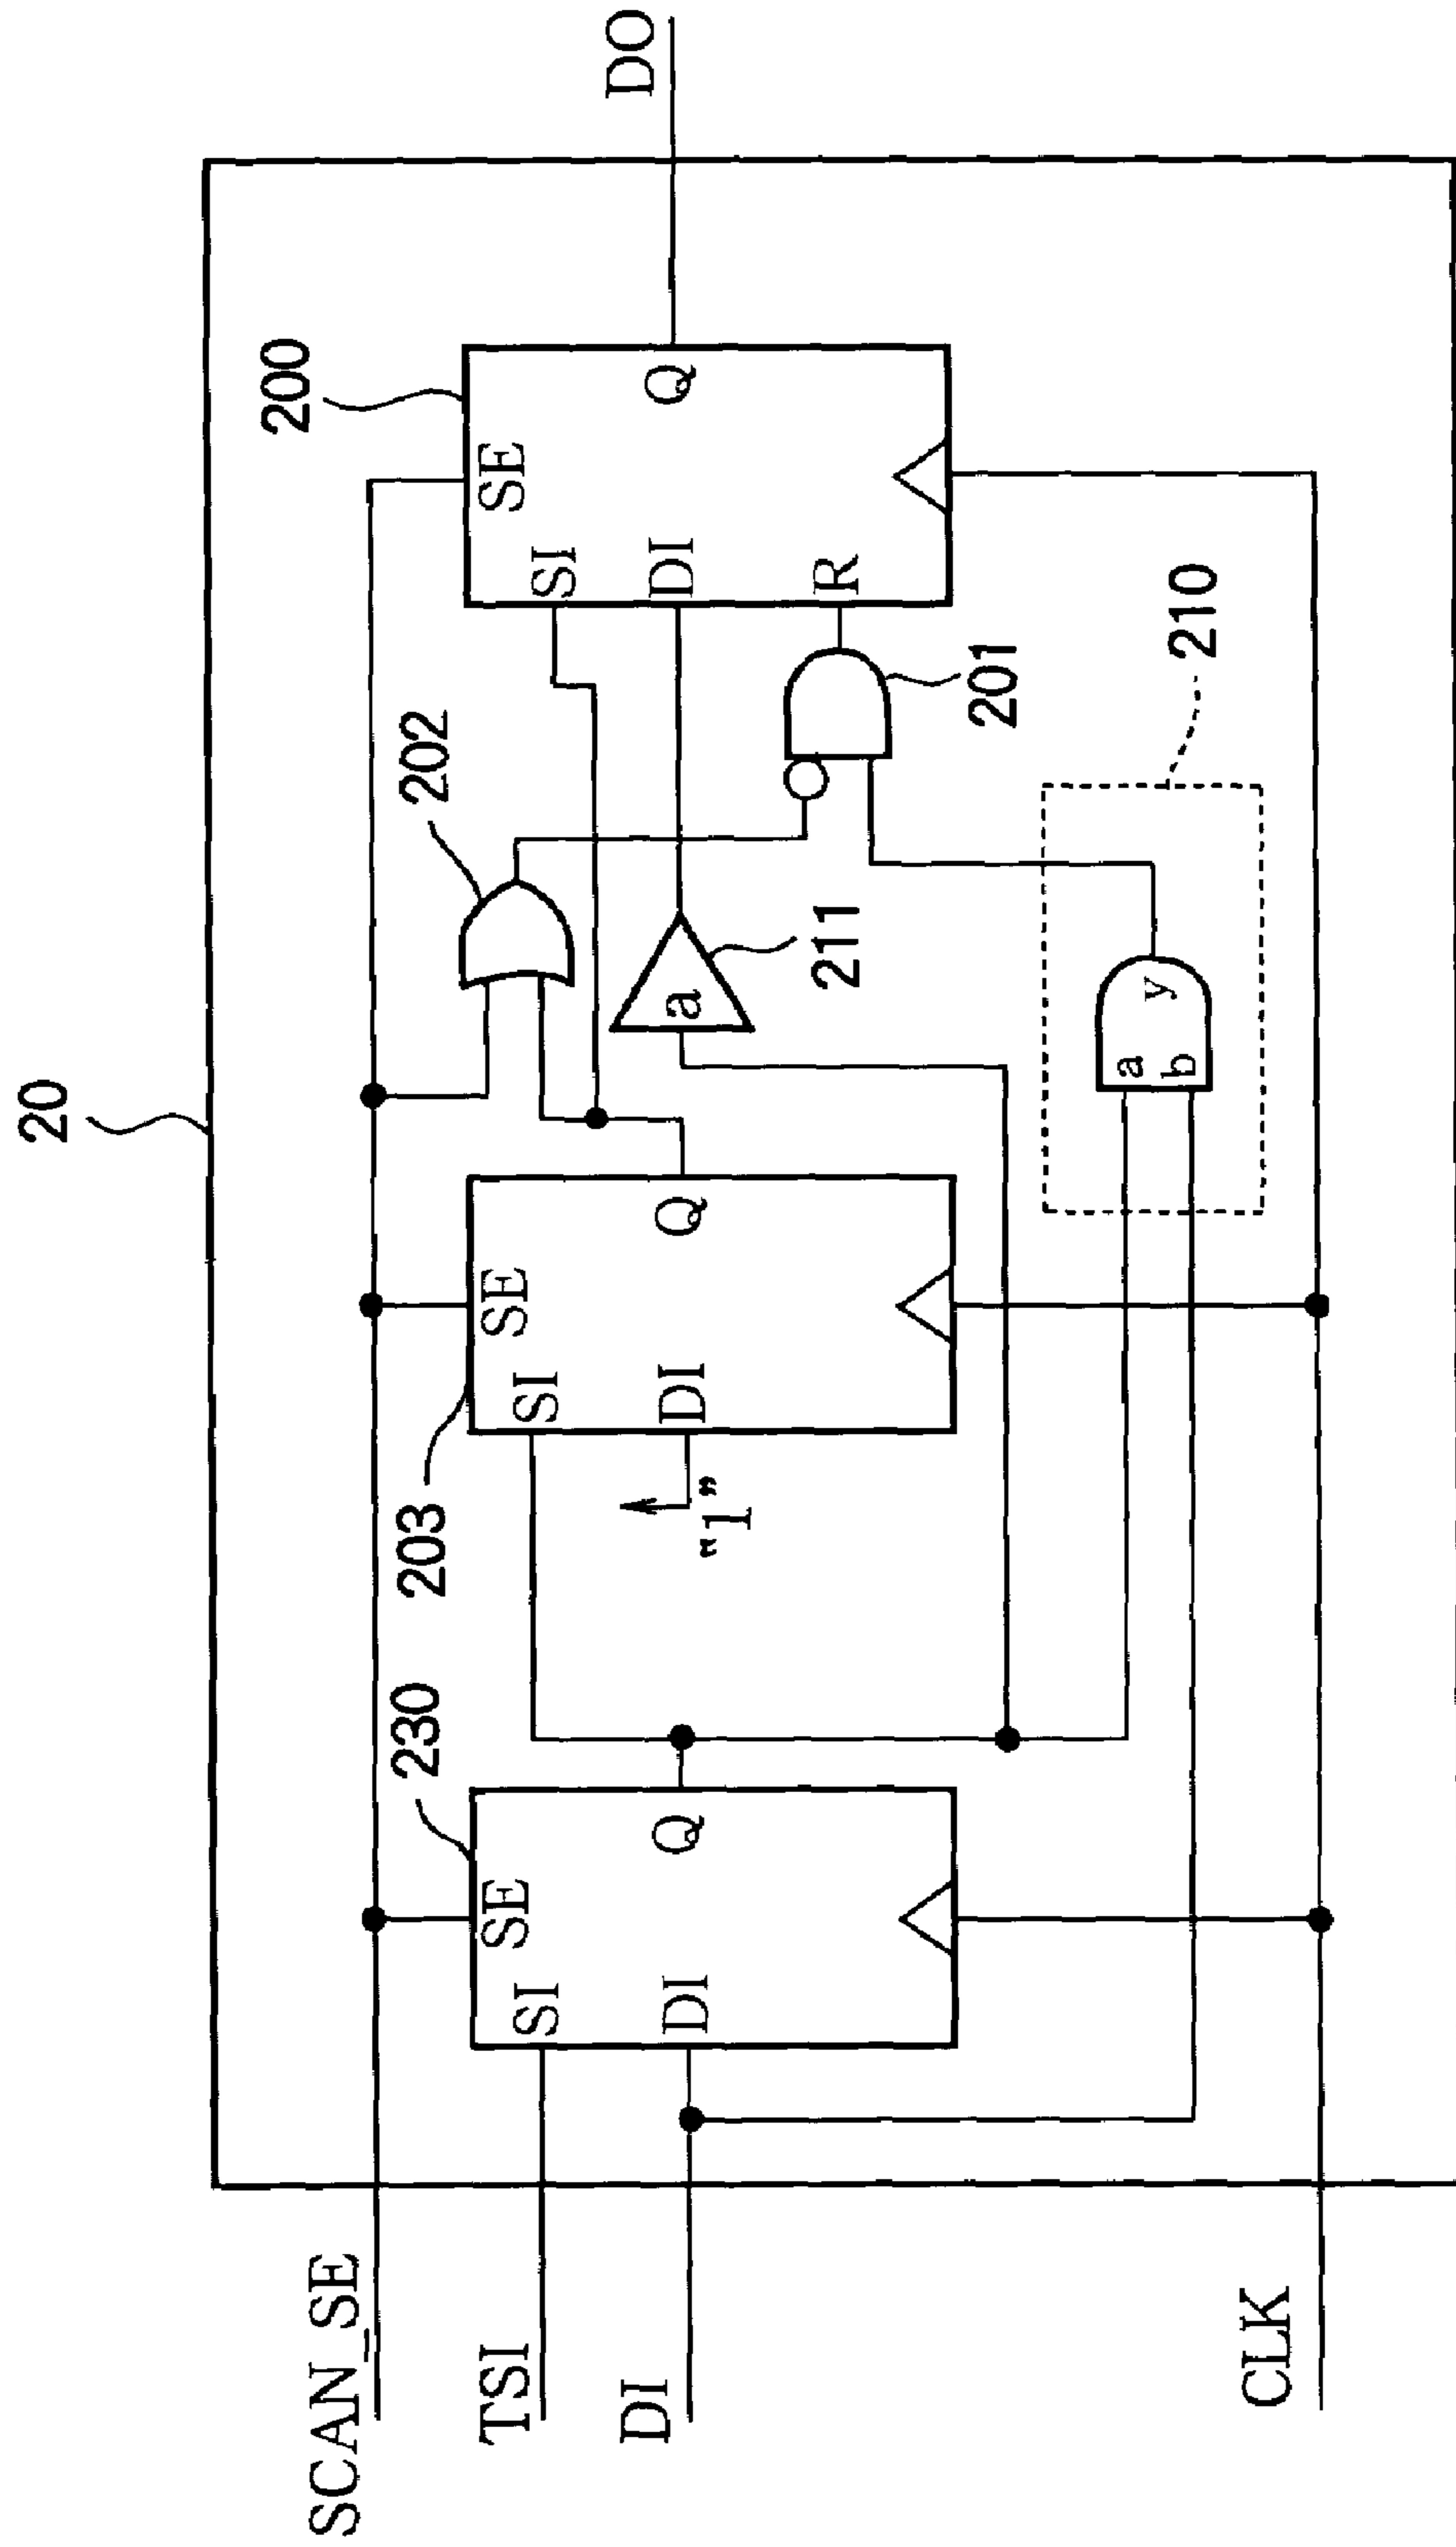 20
SCAN_SE
TSI
DI
CLK
230
SE
SI
DI
Q
203
SE
SI
DI
Q
"1"
202
211
a
a
b
y
210
201
200
SE
SI
DI
R
Q
DO